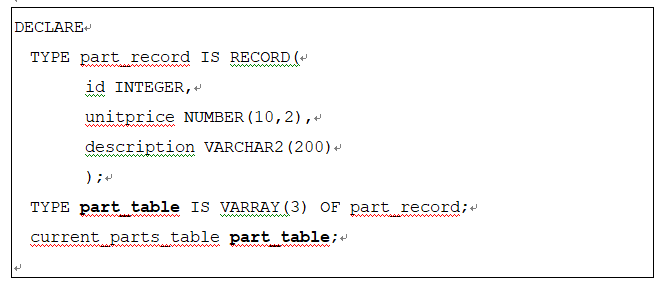 DECLARE
TYPE part_record IS RECORD(
id INTEGER,
unitprice NUMBER(10,2),
description VARCHAR2(200)
);
TYPE part_table IS VARRAY(3) OF part_record;
current_parts_table part_table;